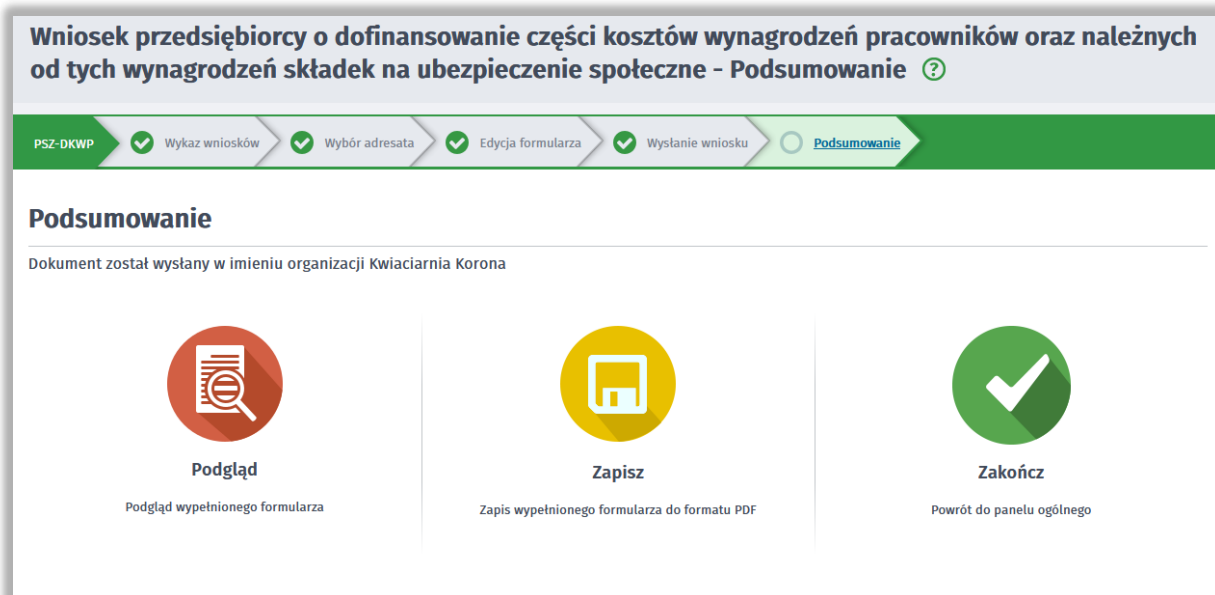 Wniosek przedsiębiorcy o dofinansowanie części kosztów wynagrodzeń pracowników oraz należnych
od tych wynagrodzeń składek na ubezpieczenie społeczne - Podsumowanie ?
PSZ-DKWP Wykaz wniosków Wybór adresata Edycja formularza Wysłanie wniosku Podsumowanie
Podsumowanie
Dokument został wysłany w imieniu organizacji Kwiaciarnia Korona
Podgląd
Podgląd wypełnionego formularza
Zapisz
Zapis wypełnionego formularza do formatu PDF
Zakończ
Powrót do panelu ogólnego